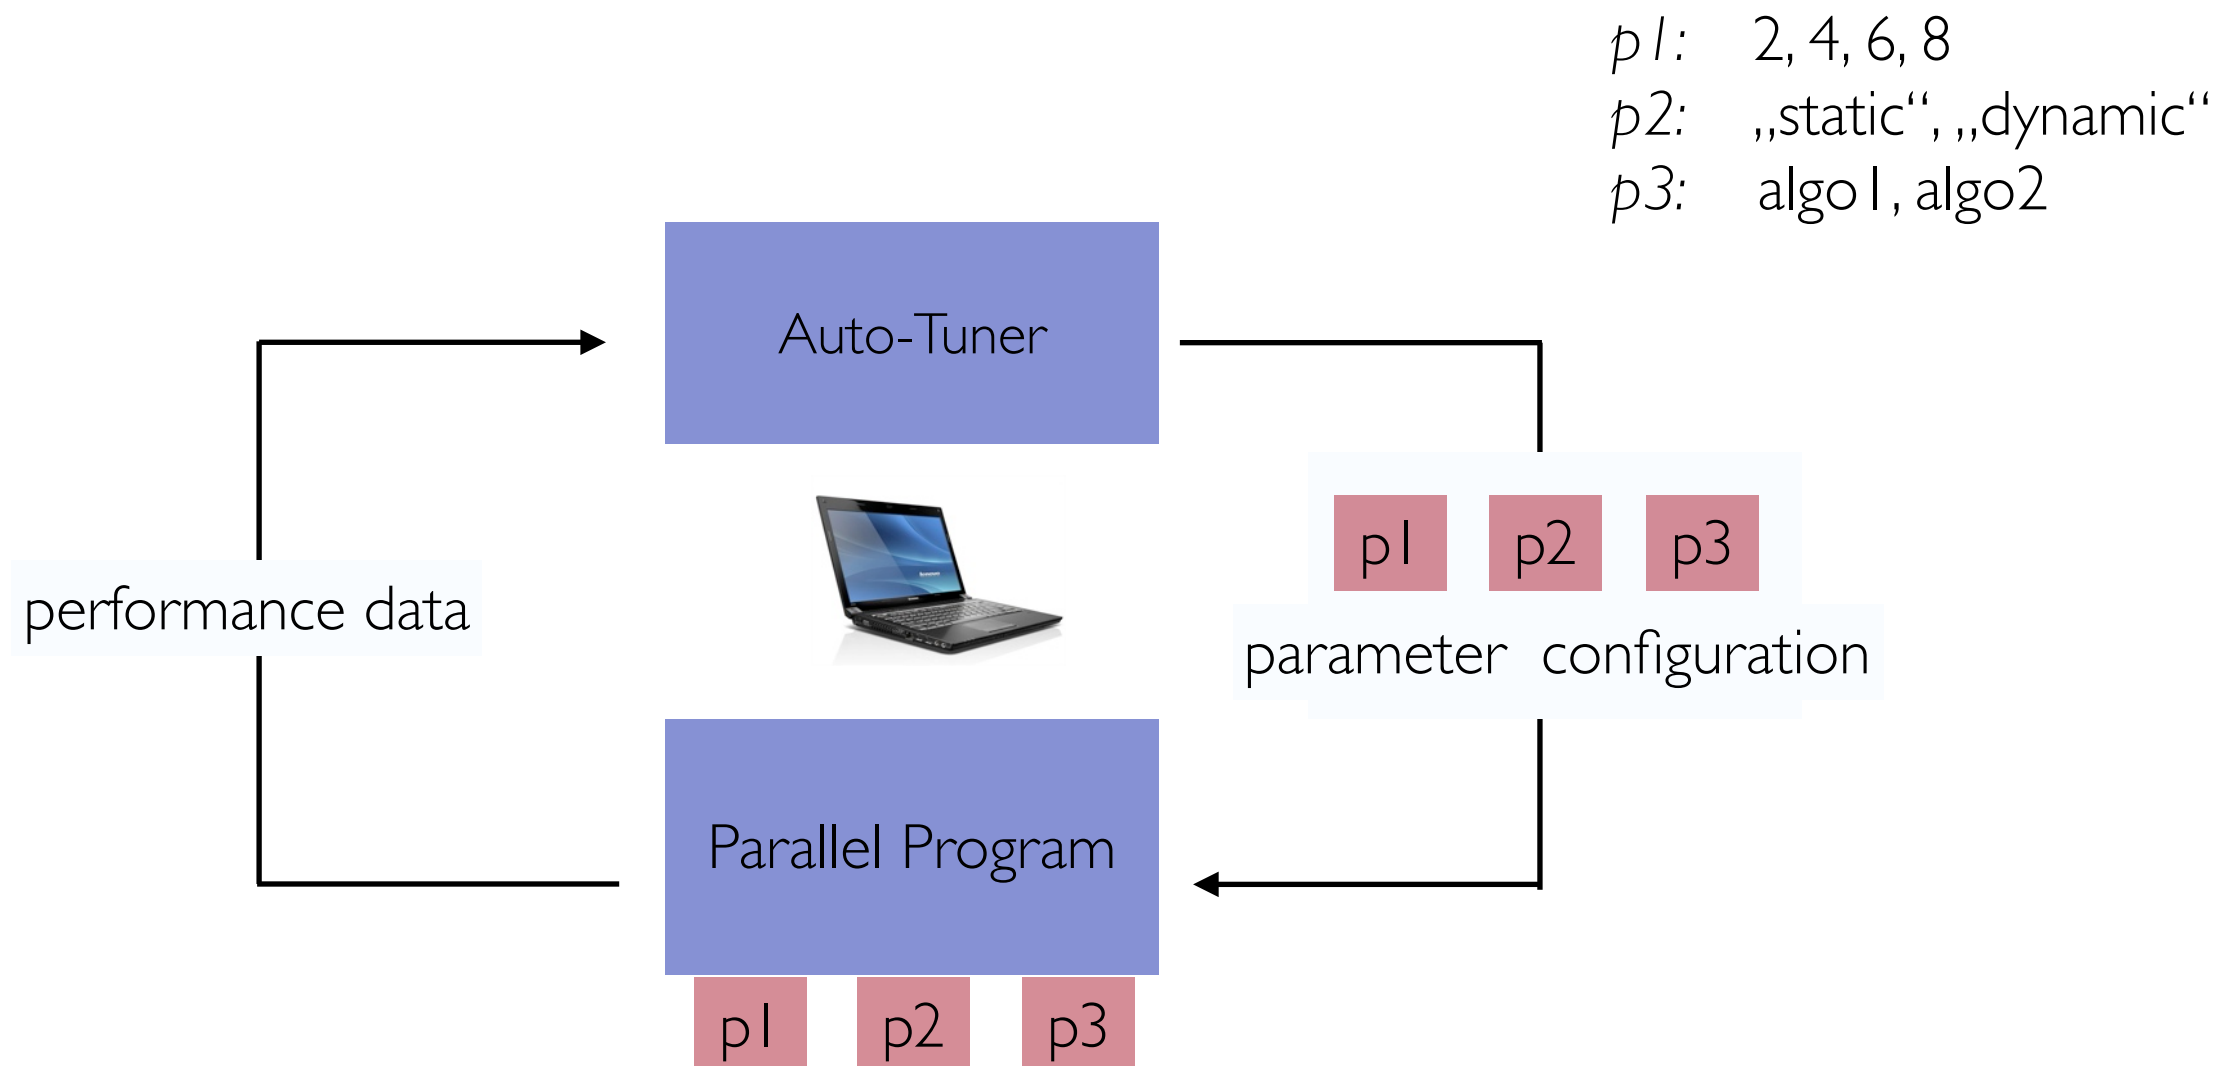 p1: 2, 4, 6, 8
p2: „static“, „dynamic“
p3: algo1, algo2
Auto-Tuner
p1 p2 p3
performance data
parameter configuration
Parallel Program
p1 p2 p3